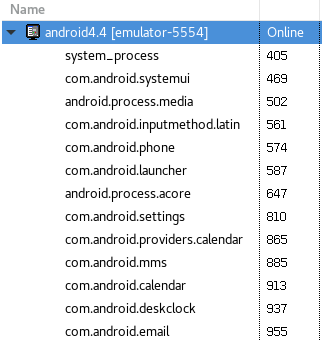 Name
android4.4 [emulator-5554] Online
system_process 405
com.android.systemui 469
android.process.media 502
com.android.inputmethod.latin 561
com.android.phone 574
com.android.launcher 587
android.process.acore 647
com.android.settings 810
com.android.providers.calendar 865
com.android.mms 885
com.android.calendar 913
com.android.deskclock 937
com.android.email 955